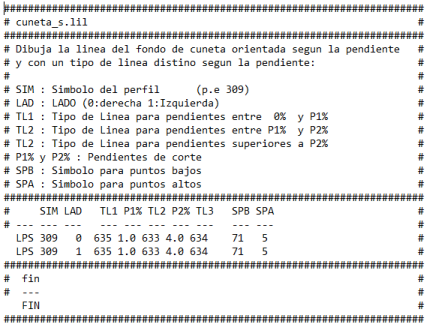 ######################################################################
# cuneta_s.lil #
######################################################################
# Dibuja la linea del fondo de cuneta orientada segun la pendiente #
# y con un tipo de linea distino segun la pendiente: #
# #
# SIM : Simbolo del perfil (p.e 309) #
# LAD : LADO (0:derecha 1:Izquierda) #
# TL1 : Tipo de Linea para pendientes entre 0% y P1% #
# TL2 : Tipo de Linea para pendientes entre P1% y P2% #
# TL2 : Tipo de Linea para pendientes superiores a P2% #
# P1% y P2% : Pendientes de corte #
# SPB : Simbolo para puntos bajos #
# SPA : Simbolo para puntos altos #
######################################################################
# SIM LAD TL1 P1% TL2 P2% TL3 SPB SPA #
# --- --- --- --- --- --- --- --- --- #
LPS 309 0 635 1.0 633 4.0 634 71 5
LPS 309 1 635 1.0 633 4.0 634 71 5
######################################################################
# fin #
# --- #
FIN
######################################################################